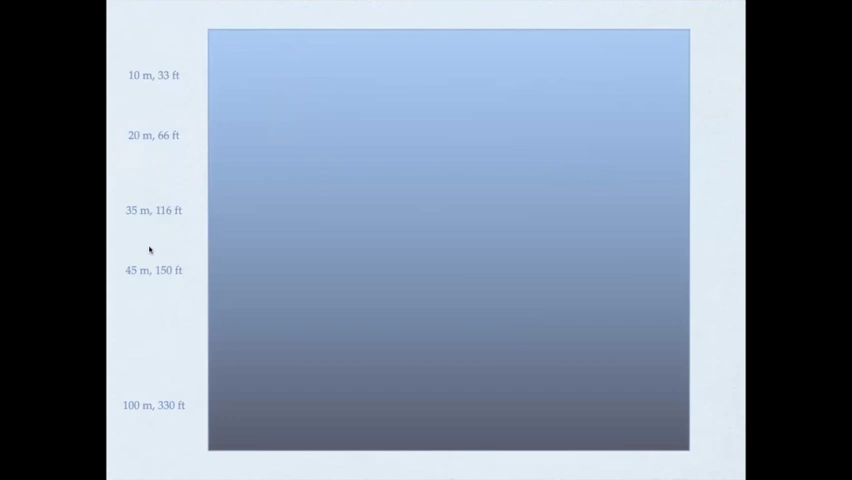 10 m, 33 ft
20 m, 66 ft
35 m, 116 ft
45 m, 150 ft
100 m, 330 ft